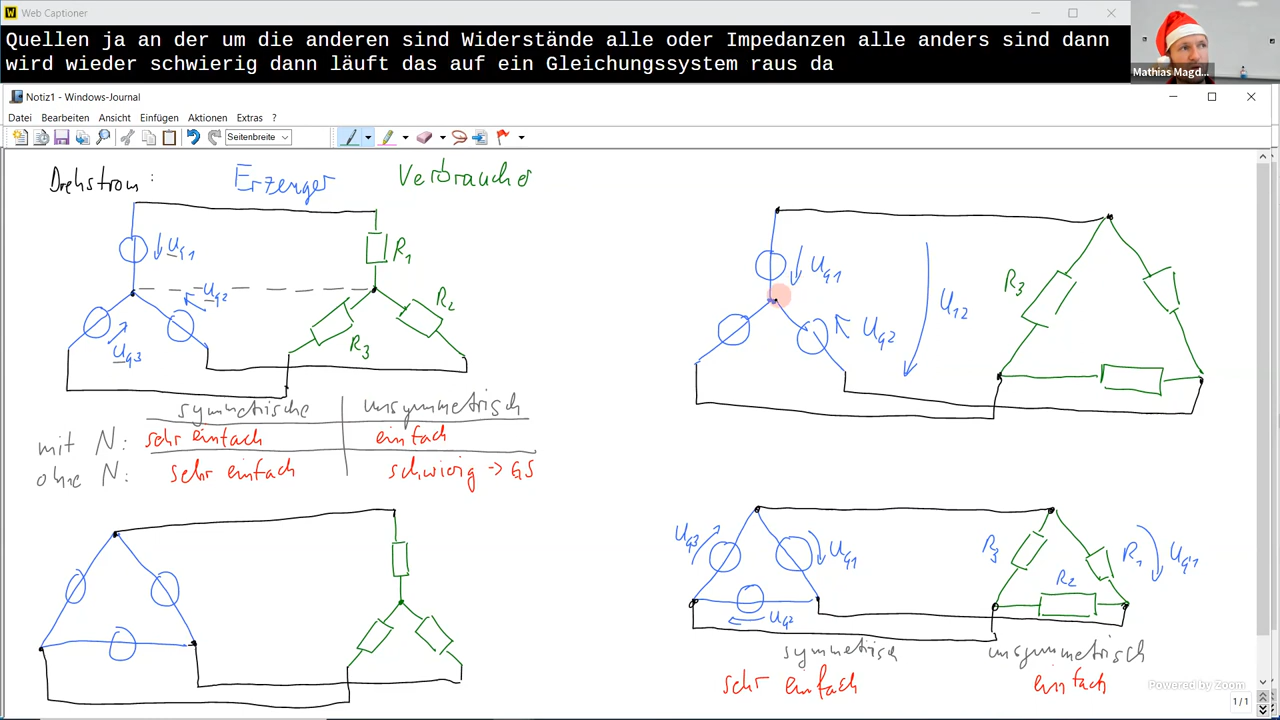 Web Captioner
Quellen ja an der um die anderen sind Widerstände alle oder Impedanzen alle anders sind dann
wird wieder schwierig dann läuft das auf ein Gleichungssystem raus da
Mathias Magd...
Notiz1 - Windows-Journal
Datei Bearbeiten Ansicht Einfügen Aktionen Extras ?
Seitenbreite
Drehstrom: Erzeuger Verbraucher
Uq1
R1
Uq2
R2
Uq3
R3
symmetrische unsymmetrisch
mit N: sehr einfach einfach
ohne N: sehr einfach schwierig → GS
Uq1
Uq2
U12
R3
Uq3
Uq1
Uq2
R3
R2
R1
Uq1
symmetrisch unsymmetrisch
sehr einfach einfach
Powered by Zoom
1/1